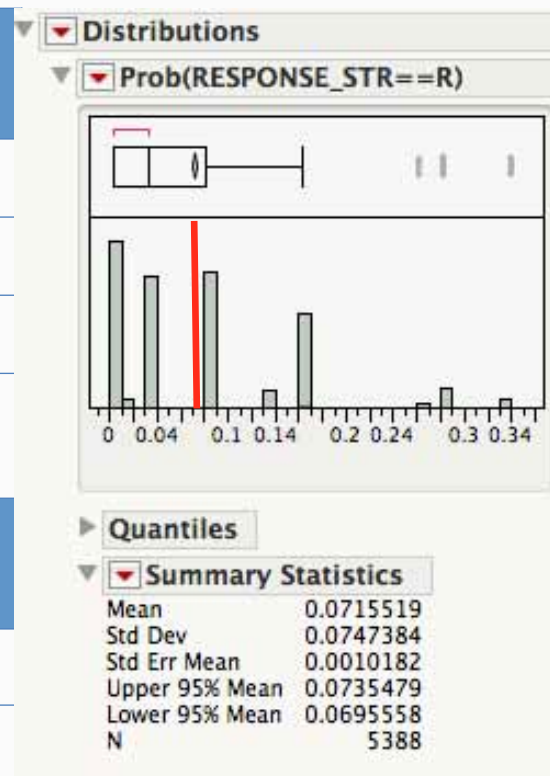 Distributions
Prob(RESPONSE_STR==R)
0 0.04 0.1 0.14 0.2 0.24 0.3 0.34
Quantiles
Summary Statistics
Mean 0.0715519
Std Dev 0.0747384
Std Err Mean 0.0010182
Upper 95% Mean 0.0735479
Lower 95% Mean 0.0695558
N 5388